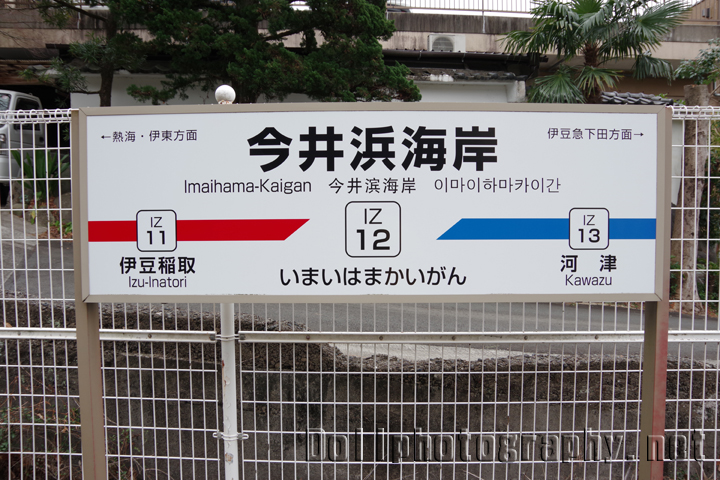 ←熱海・伊東方面
今井浜海岸
伊豆急下田方面→
Imaihama-Kaigan 今井滨海岸 이마이하마카이간
IZ
11
IZ
12
IZ
13
伊豆稲取
Izu-Inatori
いまいはまかいがん
河津
Kawazu
Dollphotography.net